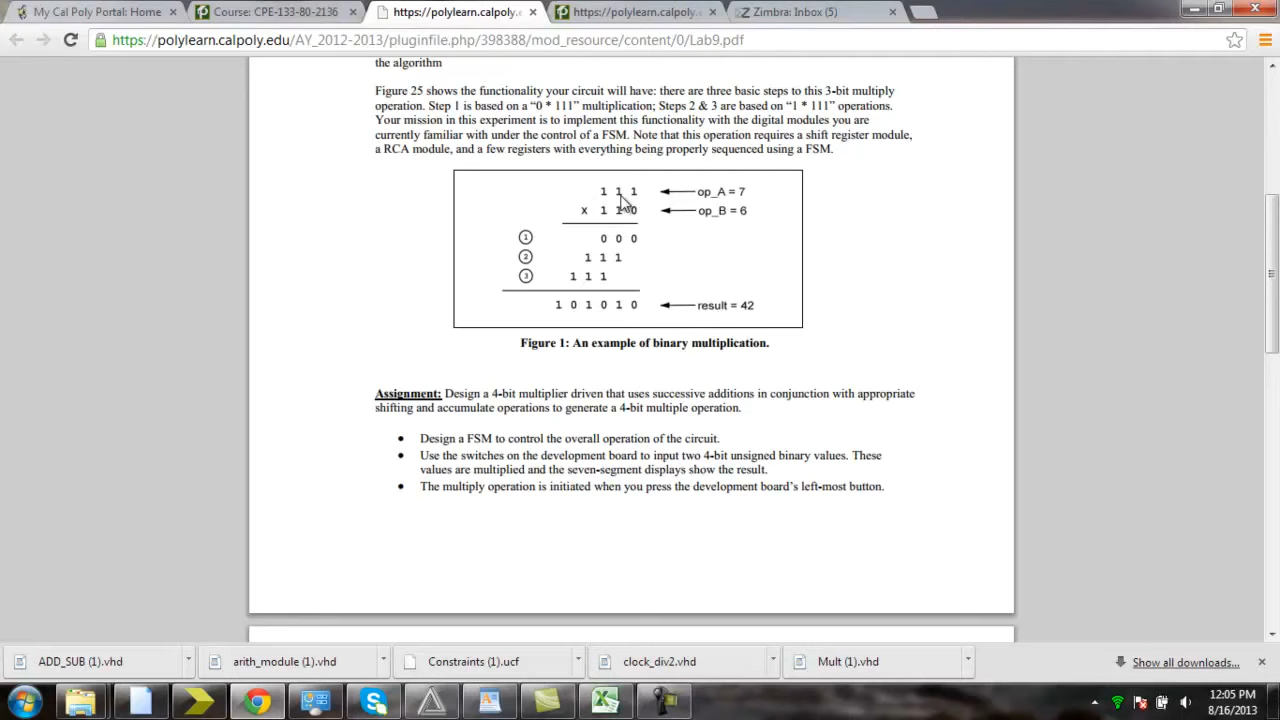 My Cal Poly Portal: Home
Course: CPE-133-80-2136
https://polylearn.calpoly.
https://polylearn.calpoly.edu
Zimbra: Inbox (5)
https://polylearn.calpoly.edu/AY_2012-2013/pluginfile.php/398388/mod_resource/content/0/Lab9.pdf
the algorithm
Figure 25 shows the functionality your circuit will have: there are three basic steps to this 3-bit multiply
operation. Step 1 is based on a “0 * 111” multiplication; Steps 2 & 3 are based on “1 * 111” operations.
Your mission in this experiment is to implement this functionality with the digital modules you are
currently familiar with under the control of a FSM. Note that this operation requires a shift register module,
a RCA module, and a few registers with everything being properly sequenced using a FSM.
1 1 1 op_A = 7
x 1 1 0 op_B = 6
1 0 0 0
2 1 1 1
3 1 1 1
1 0 1 0 1 0 result = 42
Figure 1: An example of binary multiplication.
Assignment: Design a 4-bit multiplier driven that uses successive additions in conjunction with appropriate
shifting and accumulate operations to generate a 4-bit multiple operation.
• Design a FSM to control the overall operation of the circuit.
• Use the switches on the development board to input two 4-bit unsigned binary values. These
values are multiplied and the seven-segment displays show the result.
• The multiply operation is initiated when you press the development board’s left-most button.
ADD_SUB (1).vhd
arith_module (1).vhd
Constraints (1).ucf
clock_div2.vhd
Mult (1).vhd
Show all downloads...
12:05 PM
8/16/2013